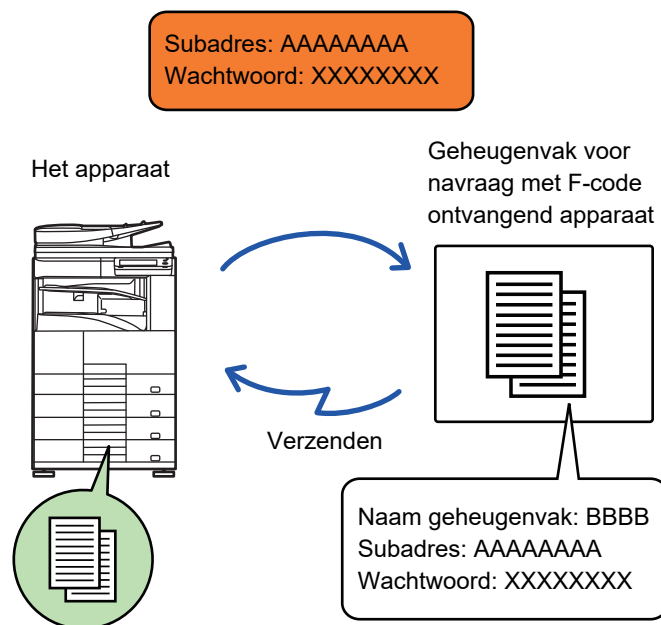 Subadres: AAAAAAAA
Wachtwoord: XXXXXXXX
Het apparaat
Geheugenvak voor
navraag met F-code
ontvangend apparaat
Verzenden
Naam geheugenvak: BBBB
Subadres: AAAAAAAA
Wachtwoord: XXXXXXXX